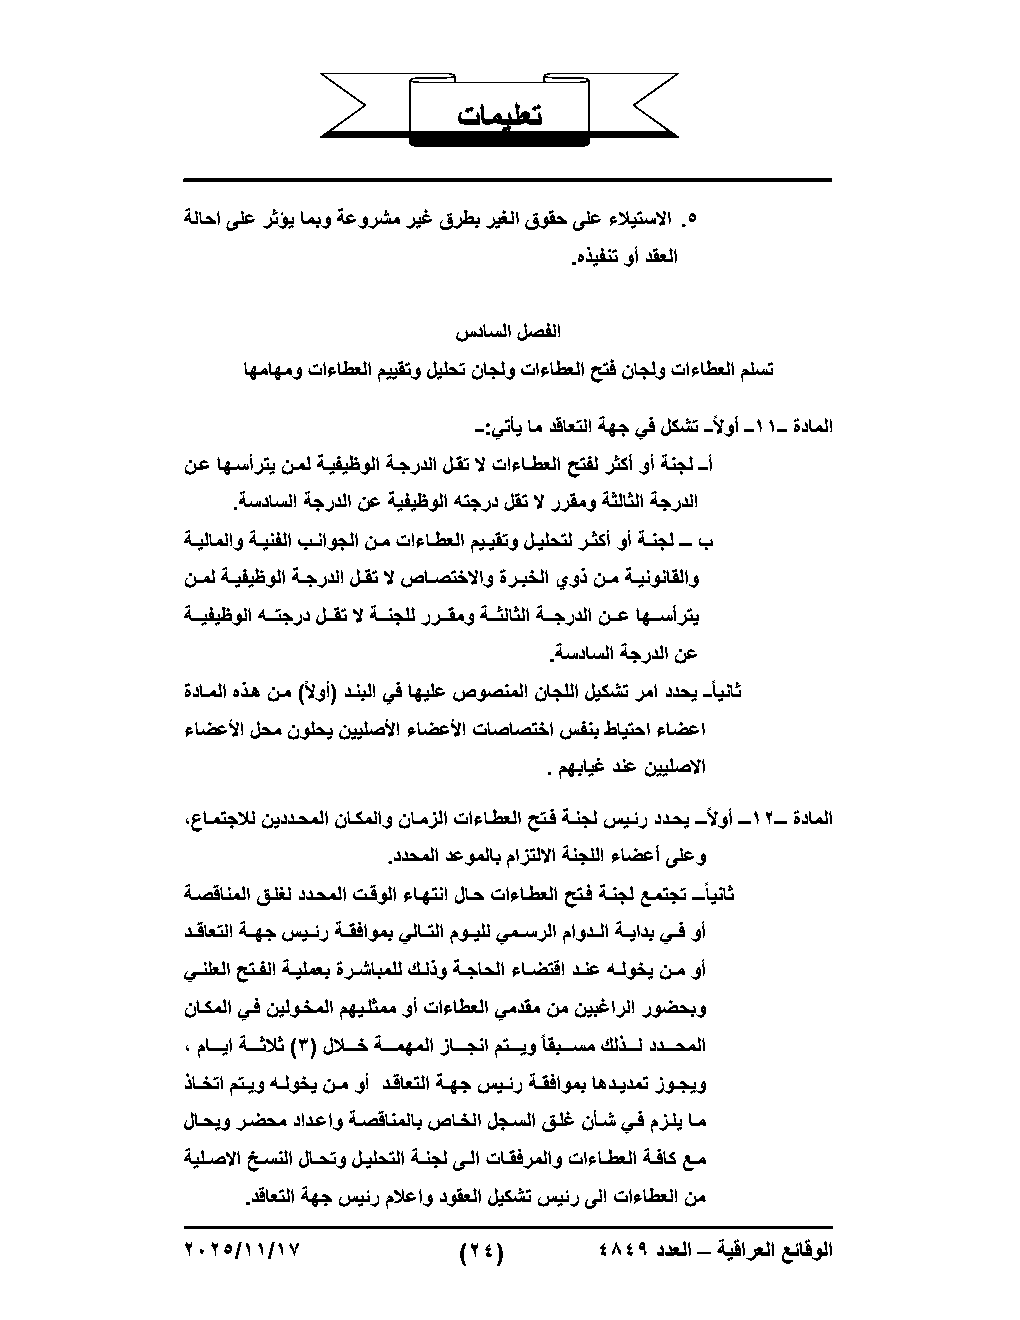 تعليمات
٥. الاستيلاء على حقوق الغير بطرق غير مشروعة وبما يؤثر على احالة
العقد أو تنفيذه.
الفصل السادس
تسلم العطاءات ولجان فتح العطاءات ولجان تحليل وتقييم العطاءات ومهامها
المادة ــ١١ــ أولاً ــ تشكل في جهة التعاقد ما يأتي:ــ
أــ لجنة أو أكثر لفتح العطاءات لا تقل الدرجة الوظيفية لمن يترأسها عن
الدرجة الثالثة ومقرر لا تقل درجته الوظيفية عن الدرجة السادسة.
ب ــ لجنة أو أكثر لتحليل وتقييم العطاءات من الجوانب الفنية والمالية
والقانونية من ذوي الخبرة والاختصاص لا تقل الدرجة الوظيفية لمن
يترأسها عن الدرجة الثالثة ومقرر للجنة لا تقل درجته الوظيفية
عن الدرجة السادسة.
ثانياً ــ يحدد امر تشكيل اللجان المنصوص عليها في البند (أولاً) من هذه المادة
اعضاء احتياط بنفس اختصاصات الأعضاء الأصليين يحلون محل الأعضاء
الاصليين عند غيابهم .
المادة ــ١٢ــ أولاً ــ يحدد رئيس لجنة فتح العطاءات الزمان والمكان المحددين للاجتماع،
وعلى أعضاء اللجنة الالتزام بالموعد المحدد.
ثانياً ــ تجتمع لجنة فتح العطاءات حال انتهاء الوقت المحدد لغلق المناقصة
أو في بداية الدوام الرسمي لليوم التالي بموافقة رئيس جهة التعاقد
أو من يخوله عند اقتضاء الحاجة وذلك للمباشرة بعملية الفتح العلني
وبحضور الراغبين من مقدمي العطاءات أو ممثليهم المخولين في المكان
المحدد لذلك مسبقاً ويتم انجاز المهمة خلال (٣) ثلاثة ايام ،
ويجوز تمديدها بموافقة رئيس جهة التعاقد أو من يخوله ويتم اتخاذ
ما يلزم في شأن غلق السجل الخاص بالمناقصة واعداد محضر ويحال
مع كافة العطاءات والمرفقات الى لجنة التحليل وتحال النسخ الاصلية
من العطاءات الى رئيس تشكيل العقود واعلام رئيس جهة التعاقد.
الوقائع العراقية – العدد ٤٨٤٩ (٢٤) ٢٠٢٥/١١/١٧